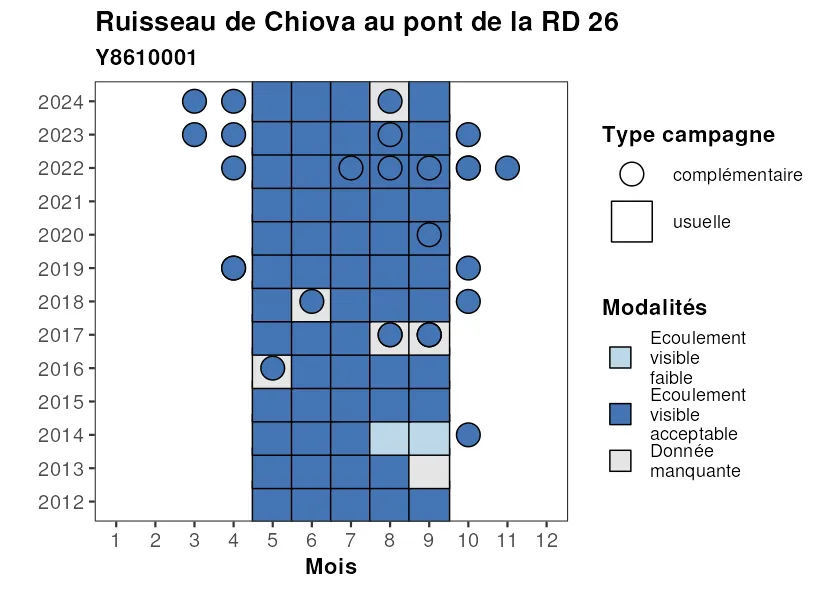 Ruisseau de Chiova au pont de la RD 26
Y8610001
2024
2023
2022
2021
2020
2019
2018
2017
2016
2015
2014
2013
2012
1 2 3 4 5 6 7 8 9 10 11 12
Mois
Type campagne
complémentaire
usuelle
Modalités
Ecoulement
visible
faible
Ecoulement
visible
acceptable
Donnée
manquante